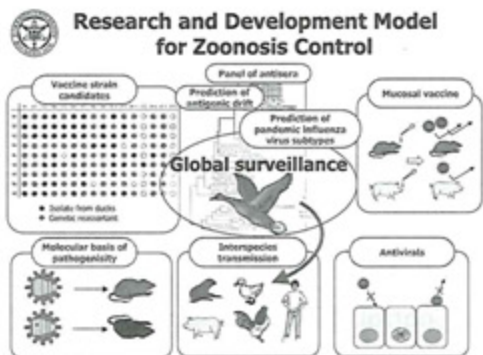 Research and Development Model
for Zoonosis Control
Vaccine strain
candidates
Panel of antisera
Prediction of
antigenic drift
Prediction of
pandemic influenza
virus subtypes
Mucosal vaccine
Global surveillance
Isolate from ducks
Genetic reassortant
Molecular basis of
pathogenisity
Interspecies
transmission
Antivirals